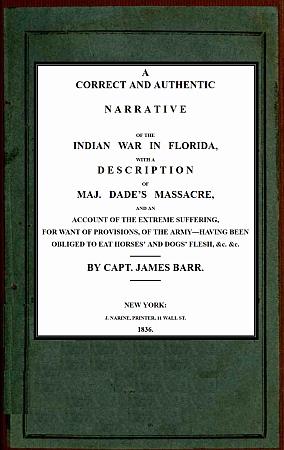 A
CORRECT AND AUTHENTIC
NARRATIVE
OF THE
INDIAN WAR IN FLORIDA,
WITH A
DESCRIPTION
OF
MAJ. DADE'S MASSACRE,
AND AN
ACCOUNT OF THE EXTREME SUFFERING,
FOR WANT OF PROVISIONS, OF THE ARMY—HAVING BEEN
OBLIGED TO EAT HORSES' AND DOGS' FLESH, &c. &c.
BY CAPT. JAMES BARR.
NEW YORK:
J. NARINE, PRINTER, 11 WALL ST.
1836.